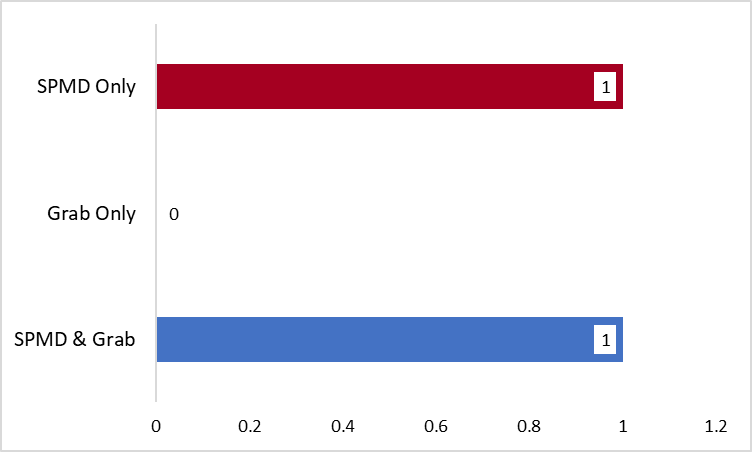 SPMD Only
1
Grab Only
0
SPMD & Grab
1
0 0.2 0.4 0.6 0.8 1 1.2